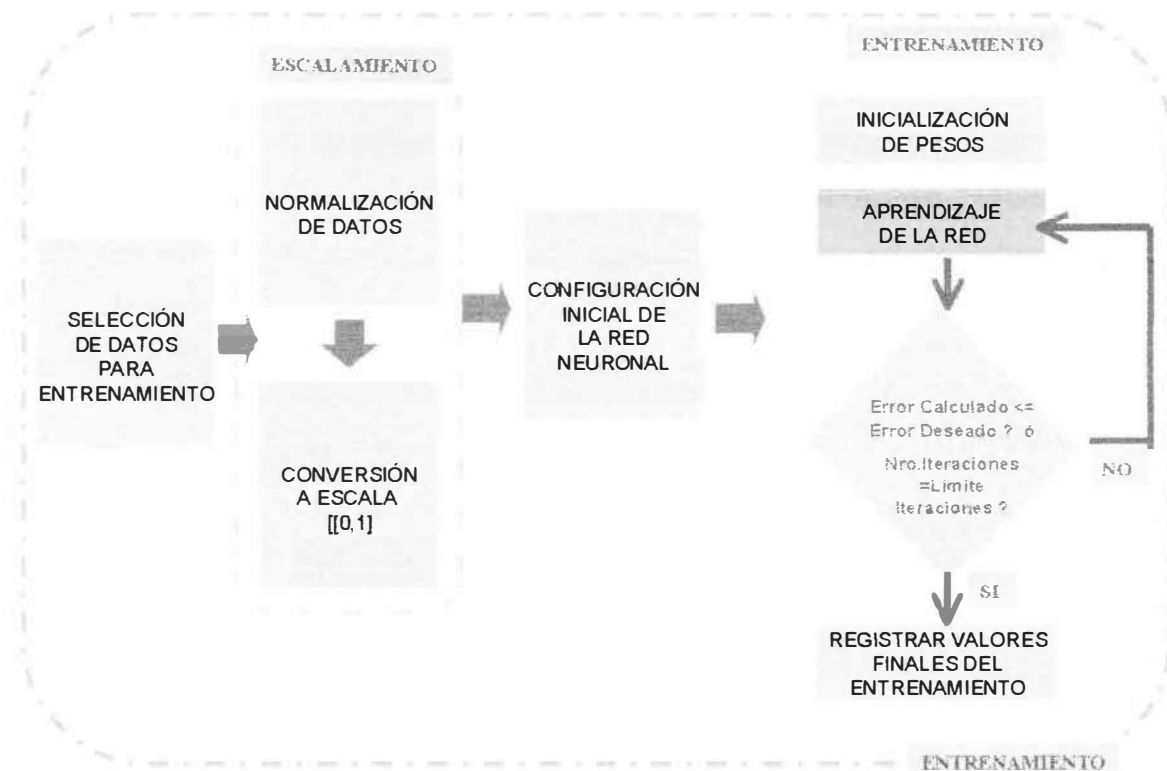 ESCALAMIENTO
ENTRENAMIENTO
SELECCIÓN
DE DATOS
PARA
ENTRENAMIENTO
NORMALIZACIÓN
DE DATOS
CONVERSIÓN
A ESCALA
[[0,1]
CONFIGURACIÓN
INICIAL DE
LA RED
NEURONAL
INICIALIZACIÓN
DE PESOS
APRENDIZAJE
DE LA RED
Error Calculado <=
Error Deseado ? ó
Nro.Iteraciones
=Límite
Iteraciones ?
NO
SI
REGISTRAR VALORES
FINALES DEL
ENTRENAMIENTO
ENTRENAMIENTO